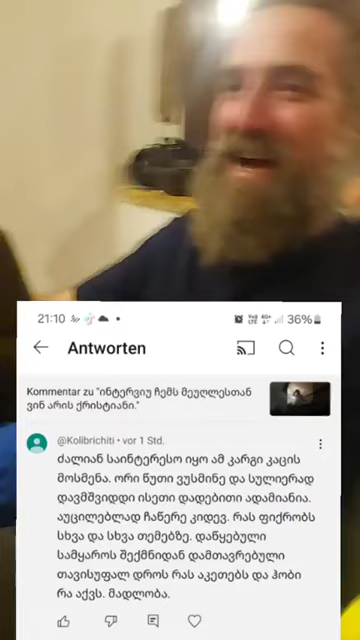 21:10
36%
Antworten
Kommentar zu "ინტერვიუ ჩემს მეუღლესთან
ვინ არის ქრისტიანი."
@Kolibrichiti • vor 1 Std.
ძალიან საინტერესო იყო ამ კარგი კაცის
მოსმენა. ორი წუთი ვუსმინე და სულიერად
დავმშვიდდი ისეთი დადებითი ადამიანია.
აუცილებლად ჩაწერე კიდევ. რას ფიქრობს
სხვა და სხვა თემებზე. დაწყებული
სამყაროს შექმნიდან დამთავრებული
თავისუფალ დროს რას აკეთებს და ჰობი
რა აქვს. მადლობა.